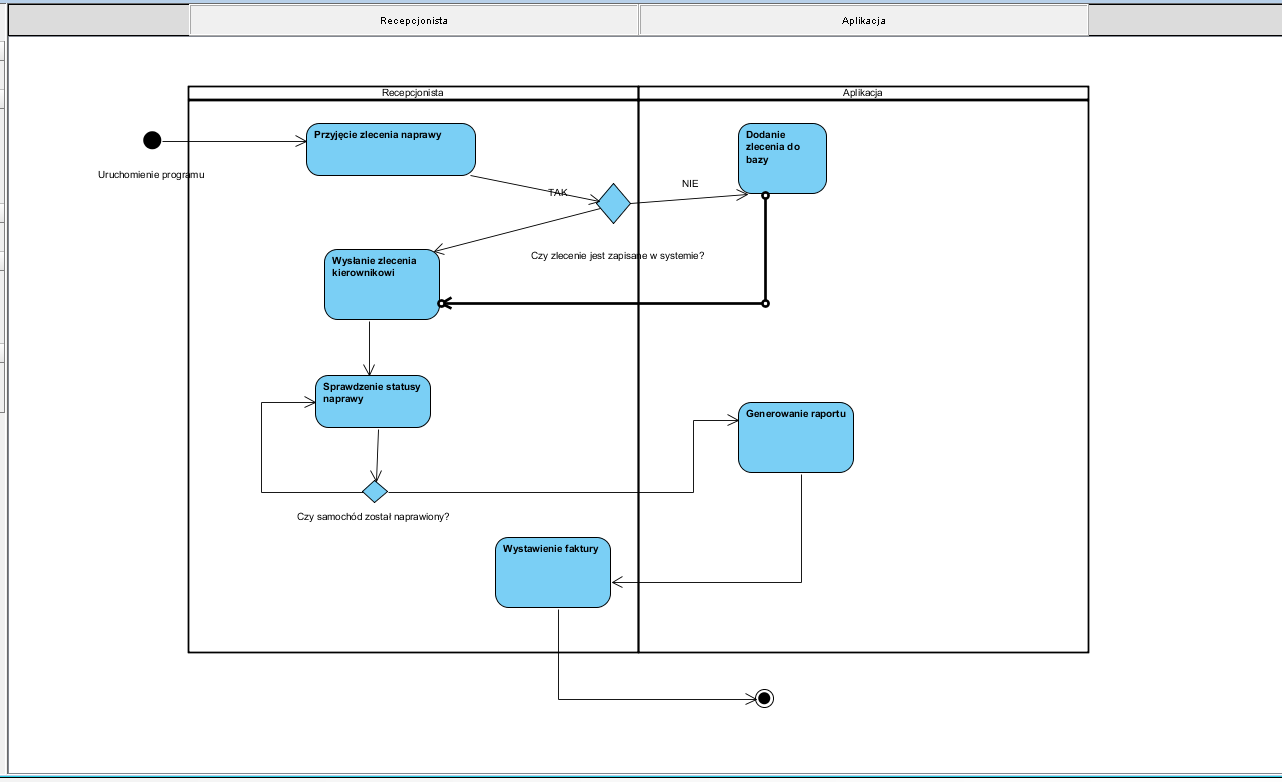 Recepcjonista
Aplikacja
Recepcjonista
Aplikacja
Uruchomienie programu
Przyjęcie zlecenia naprawy
Dodanie
zlecenia do
bazy
TAK
NIE
Czy zlecenie jest zapisane w systemie?
Wysłanie zlecenia
kierownikowi
Sprawdzenie statusy
naprawy
Generowanie raportu
Czy samochód został naprawiony?
Wystawienie faktury